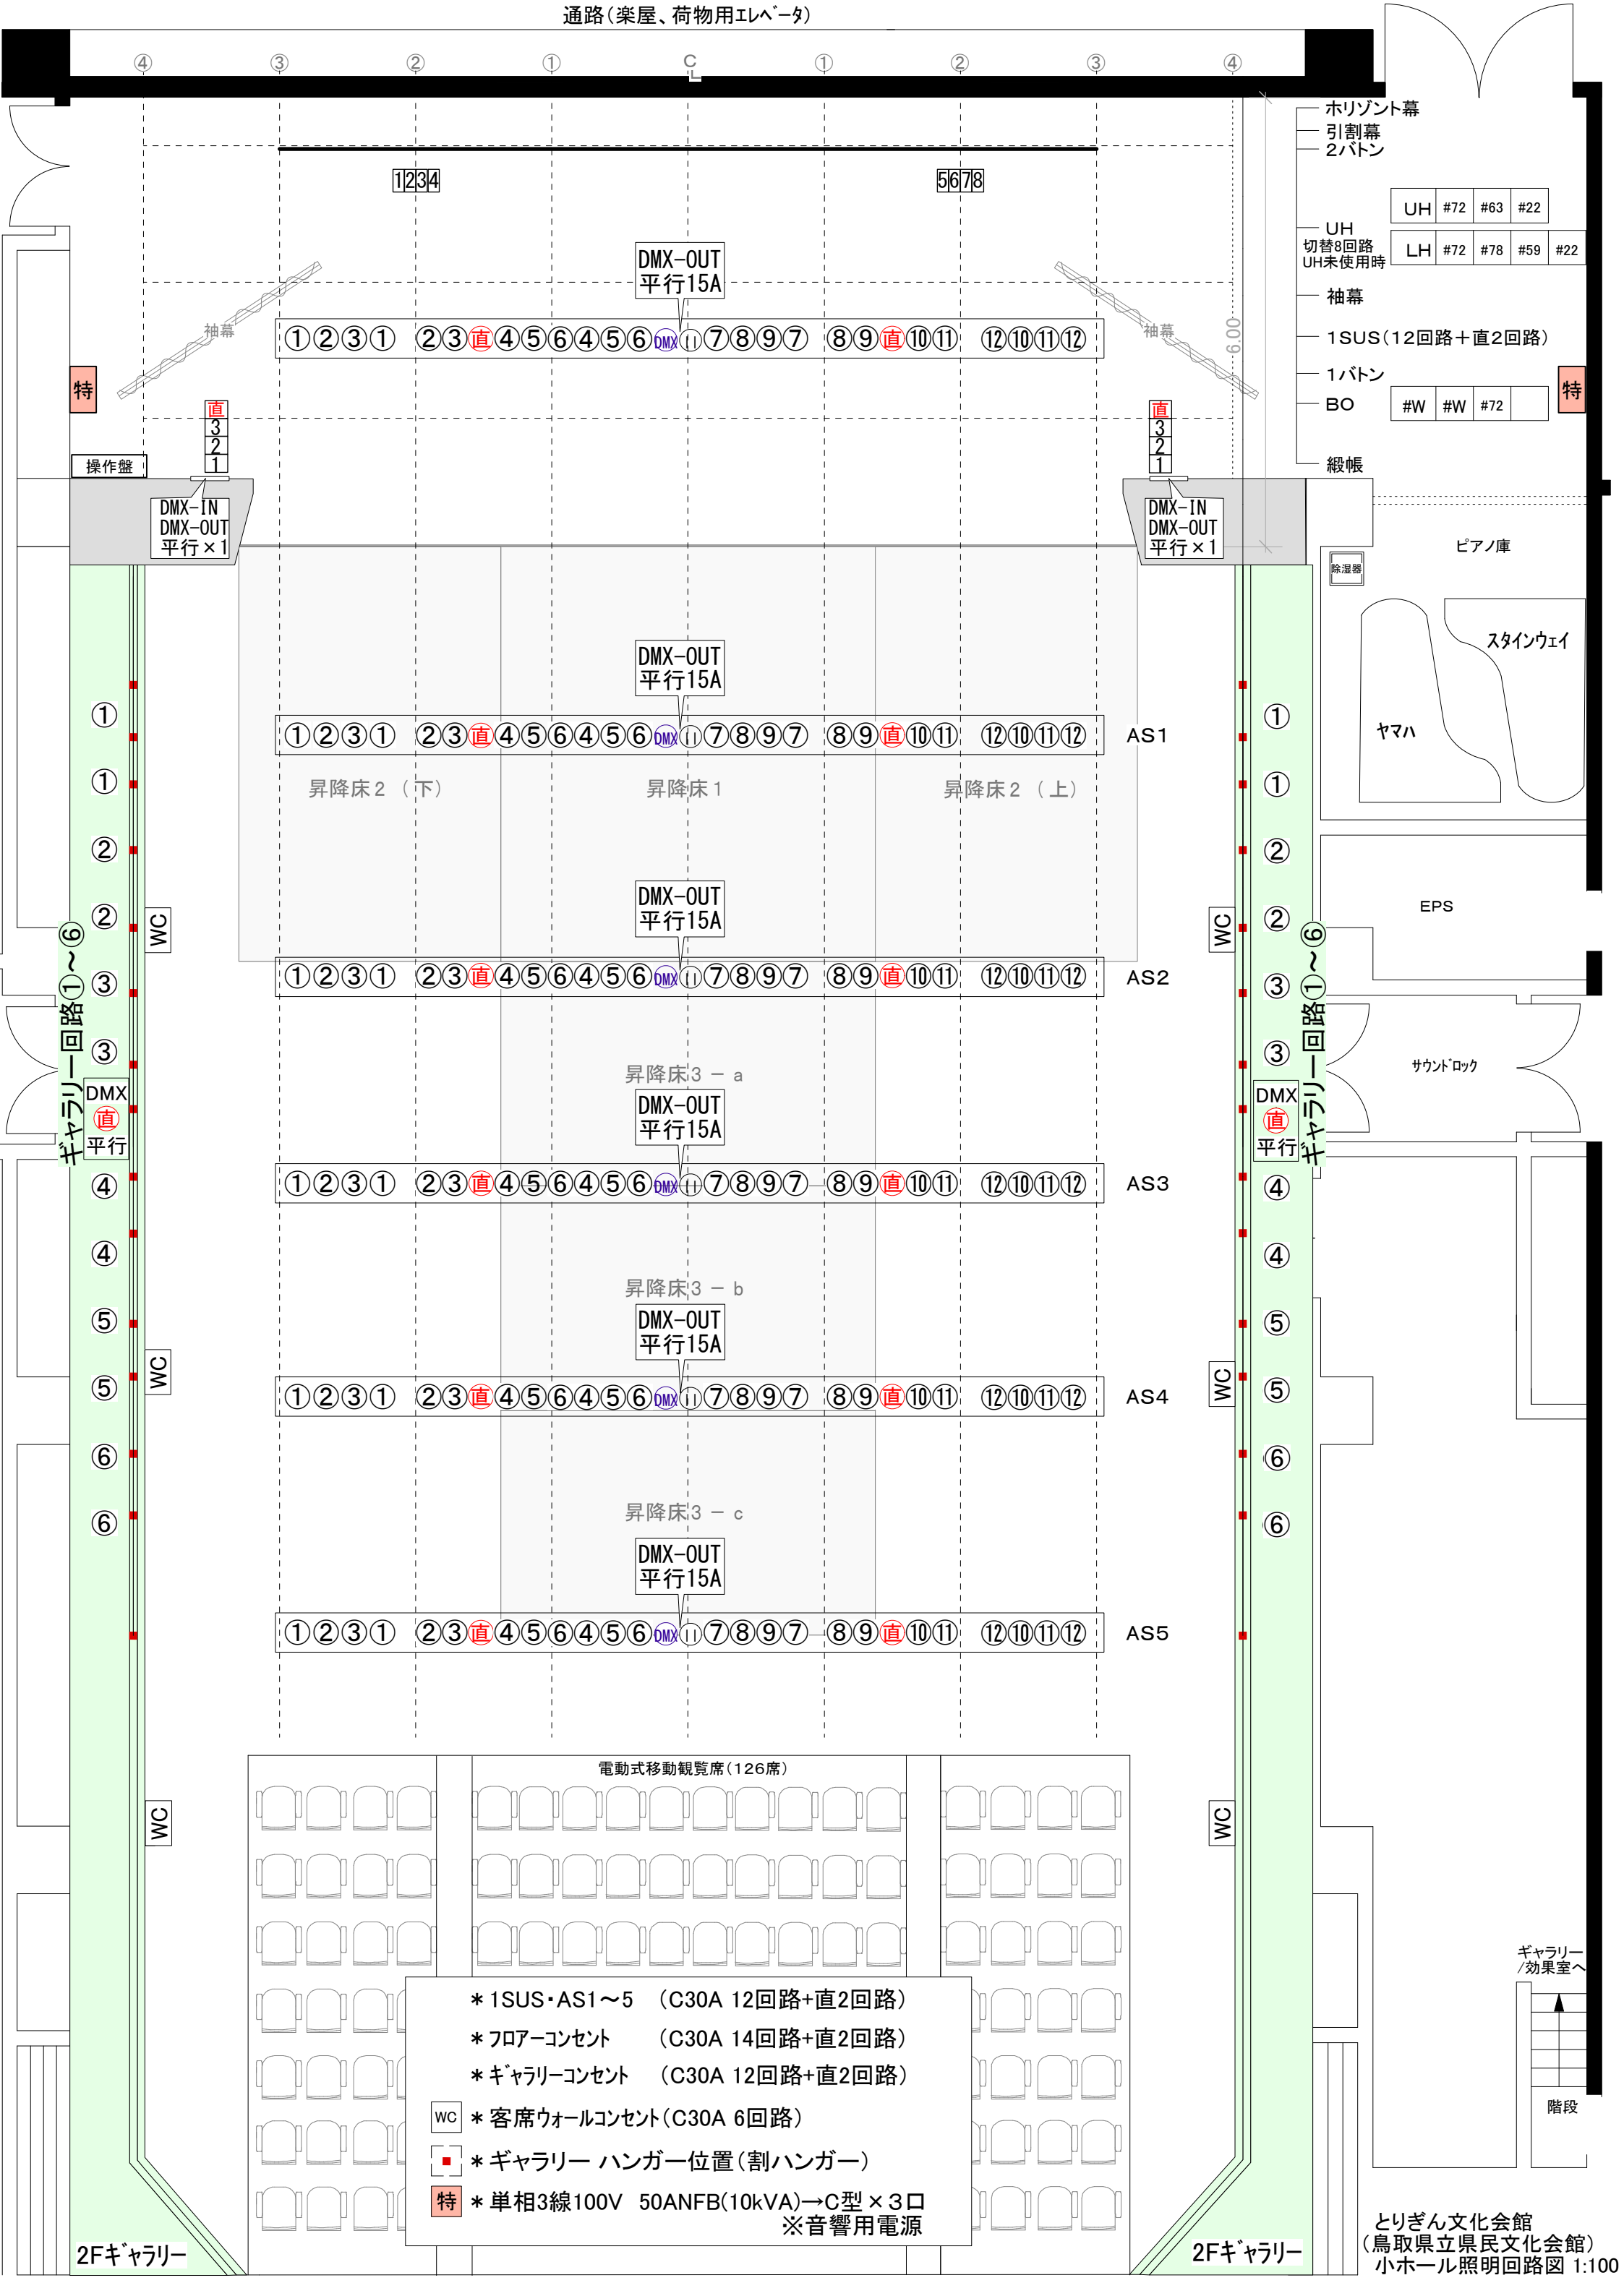 通路(楽屋、荷物用エレベータ)
④ ③ ② ① CL ① ② ③ ④
ホリゾント幕
引割幕
2バトン
1234
5678
UH #72 #63 #22
UH
切替8回路
UH未使用時
LH #72 #78 #59 #22
DMX-OUT
平行15A
袖幕
袖幕
袖幕
6.00
①②③① ②③直④⑤⑥④⑤⑥DMX⑦⑧⑨⑦ ⑧⑨直⑩⑪ ⑫⑩⑪⑫
1SUS(12回路+直2回路)
1バトン
特
特
BO
#W #W #72
直
3
2
1
直
3
2
1
操作盤
緞帳
DMX-IN
DMX-OUT
平行×1
DMX-IN
DMX-OUT
平行×1
ピアノ庫
除湿器
スタインウェイ
ヤマハ
DMX-OUT
平行15A
①②③① ②③直④⑤⑥④⑤⑥DMX⑦⑧⑨⑦ ⑧⑨直⑩⑪ ⑫⑩⑪⑫ AS1
昇降床2(下)
昇降床1
昇降床2(上)
DMX-OUT
平行15A
EPS
①②③① ②③直④⑤⑥④⑤⑥DMX⑦⑧⑨⑦ ⑧⑨直⑩⑪ ⑫⑩⑪⑫ AS2
昇降床3-a
サウンドロック
DMX-OUT
平行15A
①②③① ②③直④⑤⑥④⑤⑥DMX⑦⑧⑨⑦ ⑧⑨直⑩⑪ ⑫⑩⑪⑫ AS3
昇降床3-b
DMX-OUT
平行15A
①②③① ②③直④⑤⑥④⑤⑥DMX⑦⑧⑨⑦ ⑧⑨直⑩⑪ ⑫⑩⑪⑫ AS4
昇降床3-c
DMX-OUT
平行15A
①②③① ②③直④⑤⑥④⑤⑥DMX⑦⑧⑨⑦ ⑧⑨直⑩⑪ ⑫⑩⑪⑫ AS5
①
①
②
②
③
③
DMX
直
平行
④
④
⑤
⑤
⑥
⑥
ギャラリー回路①~⑥
WC
WC
WC
①
①
②
②
③
③
DMX
直
平行
④
④
⑤
⑤
⑥
⑥
ギャラリー回路①~⑥
WC
WC
WC
電動式移動観覧席(126席)
*1SUS・AS1~5 (C30A 12回路+直2回路)
*フロアーコンセント (C30A 14回路+直2回路)
*ギャラリーコンセント (C30A 12回路+直2回路)
WC *客席ウォールコンセント(C30A 6回路)
*ギャラリー ハンガー位置(割ハンガー)
特 *単相3線100V 50ANFB(10kVA)→C型×3口
※音響用電源
ギャラリー
/効果室へ
階段
2Fギャラリー
2Fギャラリー
とりぎん文化会館
(鳥取県立県民文化会館)
小ホール照明回路図 1:100